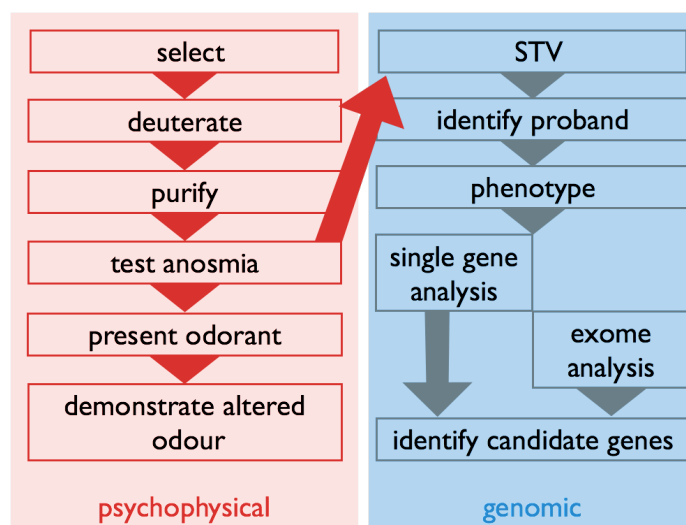 select
deuterate
purify
test anosmia
present odorant
demonstrate altered
odour
psychophysical
STV
identify proband
phenotype
single gene
analysis
exome
analysis
identify candidate genes
genomic